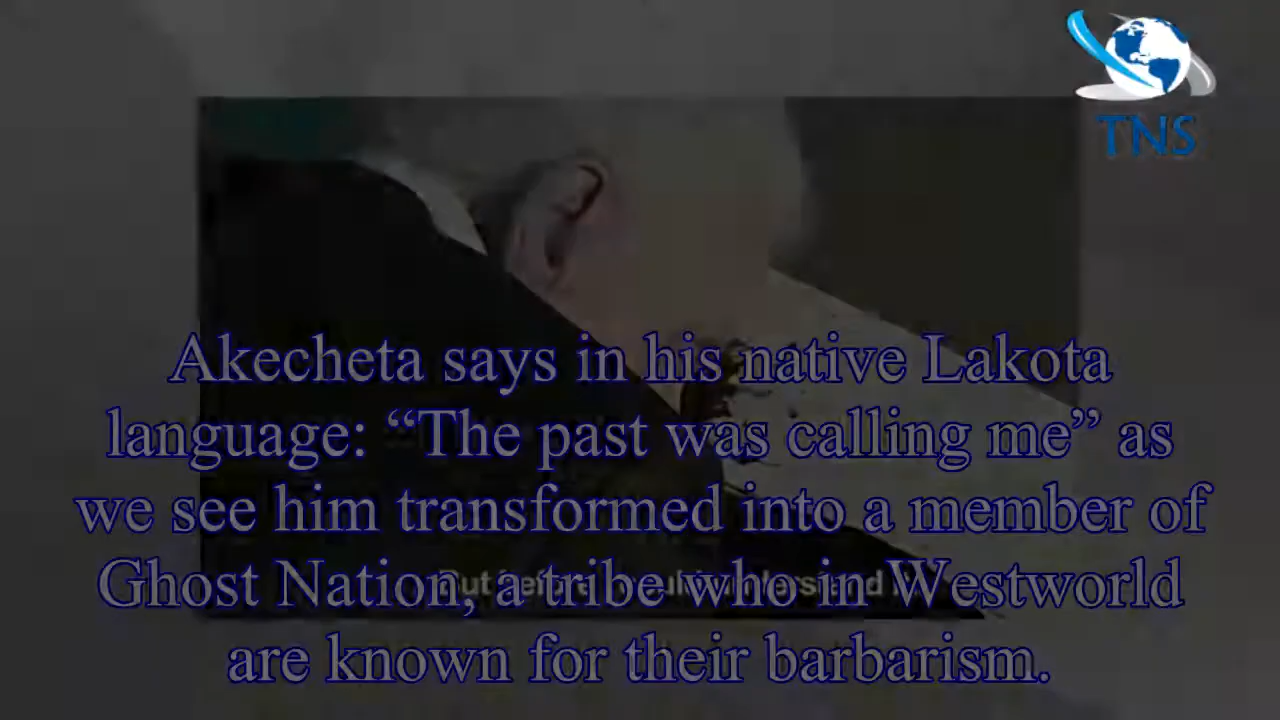 TNS
Akecheta says in his native Lakota
language: “The past was calling me” as
we see him transformed into a member of
Ghost Nation, a tribe who in Westworld
are known for their barbarism.
But